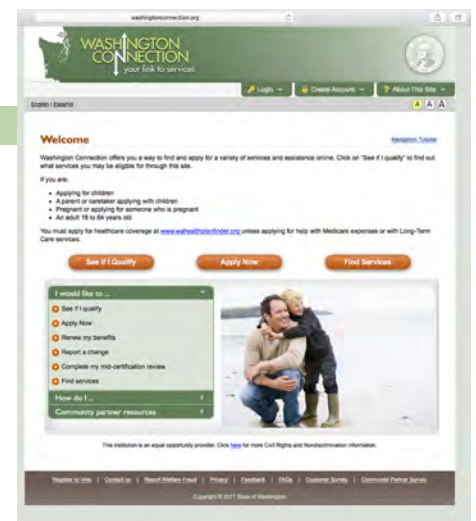 washingtonconnection.org
WASHINGTON
CONNECTION
your link to services
Login
Create Account
About This Site
English | Español
A A A
Welcome
Navigation Tutorial
Washington Connection offers you a way to find and apply for a variety of services and assistance online. Click on "See if I qualify" to find out
what services you may be eligible for through this site.
If you are:
Applying for children
A parent or caretaker applying with children
Pregnant or applying for someone who is pregnant
An adult 18 to 64 years old
You must apply for healthcare coverage at www.wahealthplanfinder.org unless applying for help with Medicare expenses or with Long-Term
Care services.
See If I Qualify
Apply Now
Find Services
I would like to ...
See if I qualify
Apply Now
Renew my benefits
Report a change
Complete my mid-certification review
Find services
How do I ...
Community partner resources
This institution is an equal opportunity provider. Click here for more Civil Rights and Nondiscrimination information.
Register to Vote | Contact us | Report Welfare Fraud | Privacy | Feedback | FAQs | Customer Survey | Community Partner Survey
Copyright © 2017 State of Washington